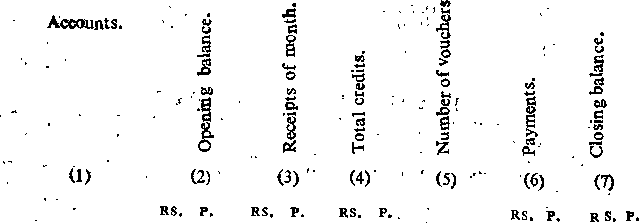 Accounts.
Opening balance.
Receipts of month.
Total credits.
Number of vouchers
Payments.
Closing balance.
(1) (2) (3) (4) (5) (6) (7)
RS. P. RS. P. RS. P. RS. P. RS. P.